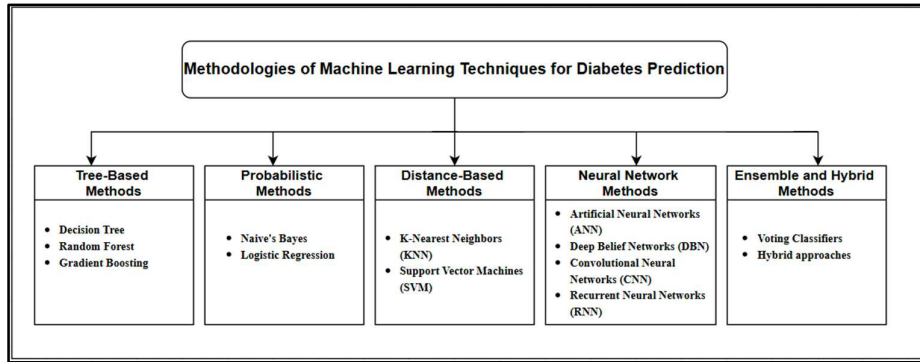 Methodologies of Machine Learning Techniques for Diabetes Prediction
Tree-Based
Methods
Decision Tree
Random Forest
Gradient Boosting
Probabilistic
Methods
Naive's Bayes
Logistic Regression
Distance-Based
Methods
K-Nearest Neighbors
(KNN)
Support Vector Machines
(SVM)
Neural Network
Methods
Artificial Neural Networks
(ANN)
Deep Belief Networks (DBN)
Convolutional Neural
Networks (CNN)
Recurrent Neural Networks
(RNN)
Ensemble and Hybrid
Methods
Voting Classifiers
Hybrid approaches